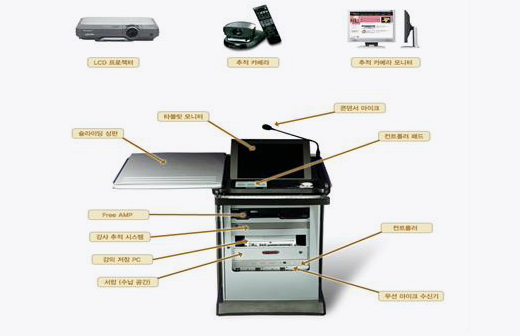 LCD 프로젝터
추적 카메라
추적 카메라 모니터
콘덴서 마이크
타블릿 모니터
슬라이딩 상판
컨트롤러 패드
Free AMP
강사 추적 시스템
컨트롤러
강의 저장 PC
서랍 (수납 공간)
무선 마이크 수신기